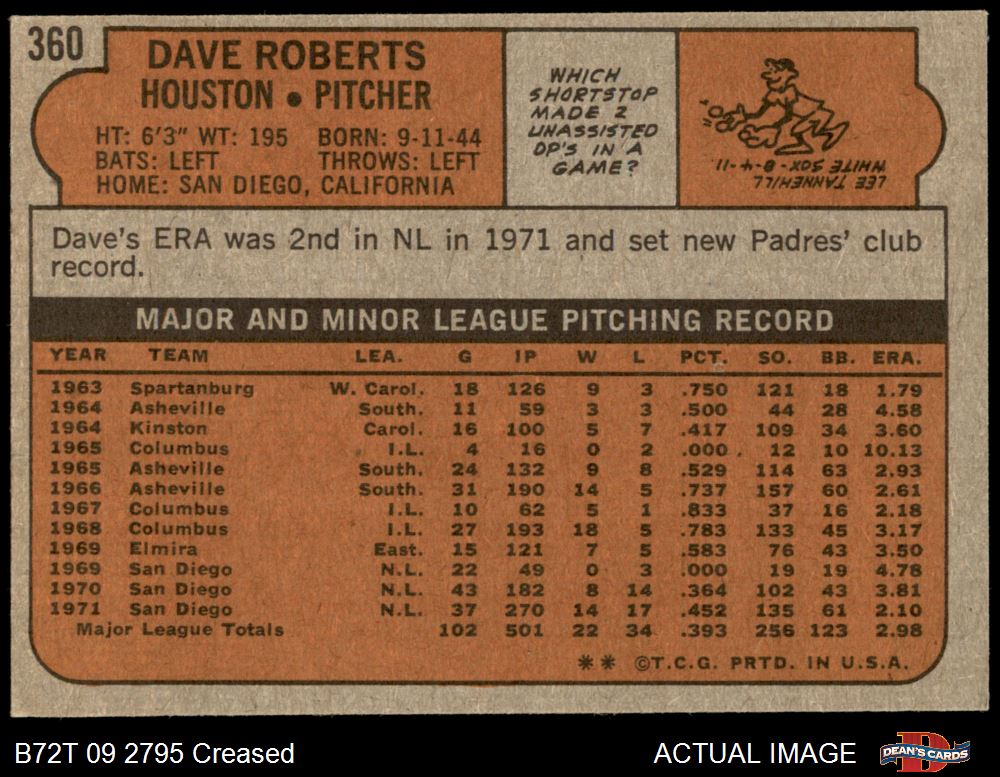 360
DAVE ROBERTS
HOUSTON • PITCHER
HT: 6'3" WT: 195 BORN: 9-11-44
BATS: LEFT THROWS: LEFT
HOME: SAN DIEGO, CALIFORNIA
WHICH
SHORTSTOP
MADE 2
UNASSISTED
DP'S IN A
GAME?
LEE TANNEHILL
WHITE SOX - 8-4-11
Dave's ERA was 2nd in NL in 1971 and set new Padres' club
record.
MAJOR AND MINOR LEAGUE PITCHING RECORD
YEAR TEAM LEA. G IP W L PCT. SO. BB. ERA.
1963 Spartanburg W. Carol. 18 126 9 3 .750 121 18 1.79
1964 Asheville South. 11 59 3 3 .500 44 28 4.58
1964 Kinston Carol. 16 100 5 7 .417 109 34 3.60
1965 Columbus I.L. 4 16 0 2 .000 12 10 10.13
1965 Asheville South. 24 132 9 8 .529 114 63 2.93
1966 Asheville South. 31 190 14 5 .737 157 60 2.61
1967 Columbus I.L. 10 62 5 1 .833 37 16 2.18
1968 Columbus I.L. 27 193 18 5 .783 133 45 3.17
1969 Elmira East. 15 121 7 5 .583 76 43 3.50
1969 San Diego N.L. 22 49 0 3 .000 19 19 4.78
1970 San Diego N.L. 43 182 8 14 .364 102 43 3.81
1971 San Diego N.L. 37 270 14 17 .452 135 61 2.10
Major League Totals 102 501 22 34 .393 256 123 2.98
** ©T.C.G. PRTD. IN U.S.A.
B72T 09 2795 Creased
ACTUAL IMAGE
DEAN'S CARDS